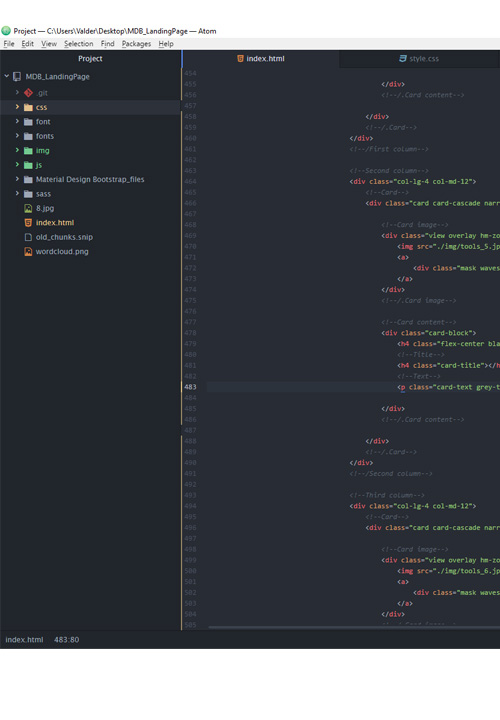 Project — C:\Users\Valder\Desktop\MDB_LandingPage — Atom
File Edit View Selection Find Packages Help
Project
index.html
style.css
MDB_LandingPage
.git
css
font
fonts
img
js
Material Design Bootstrap_files
sass
8.jpg
index.html
old_chunks.snip
wordcloud.png
454
455 </div>
456 <!--/.Card content-->
457
458 </div>
459 <!--/.Card-->
460 </div>
461 <!--/First column-->
462
463 <!--Second column-->
464 <div class="col-lg-4 col-md-12">
465 <!--Card-->
466 <div class="card card-cascade narr
467
468 <!--Card image-->
469 <div class="view overlay hm-zo
470 <img src="./img/tools_5.jp
471 <a>
472 <div class="mask waves
473 </a>
474 </div>
475 <!--/.Card image-->
476
477 <!--Card content-->
478 <div class="card-block">
479 <h4 class="flex-center bla
480 <!--Title-->
481 <h4 class="card-title"></h
482 <!--Text-->
483 <p class="card-text grey-t
484
485 </div>
486 <!--/.Card content-->
487
488 </div>
489 <!--/.Card-->
490 </div>
491 <!--/Second column-->
492
493 <!--Third column-->
494 <div class="col-lg-4 col-md-12">
495 <!--Card-->
496 <div class="card card-cascade narr
497
498 <!--Card image-->
499 <div class="view overlay hm-zo
500 <img src="./img/tools_6.jp
501 <a>
502 <div class="mask waves
503 </a>
504 </div>
505
index.html 483:80